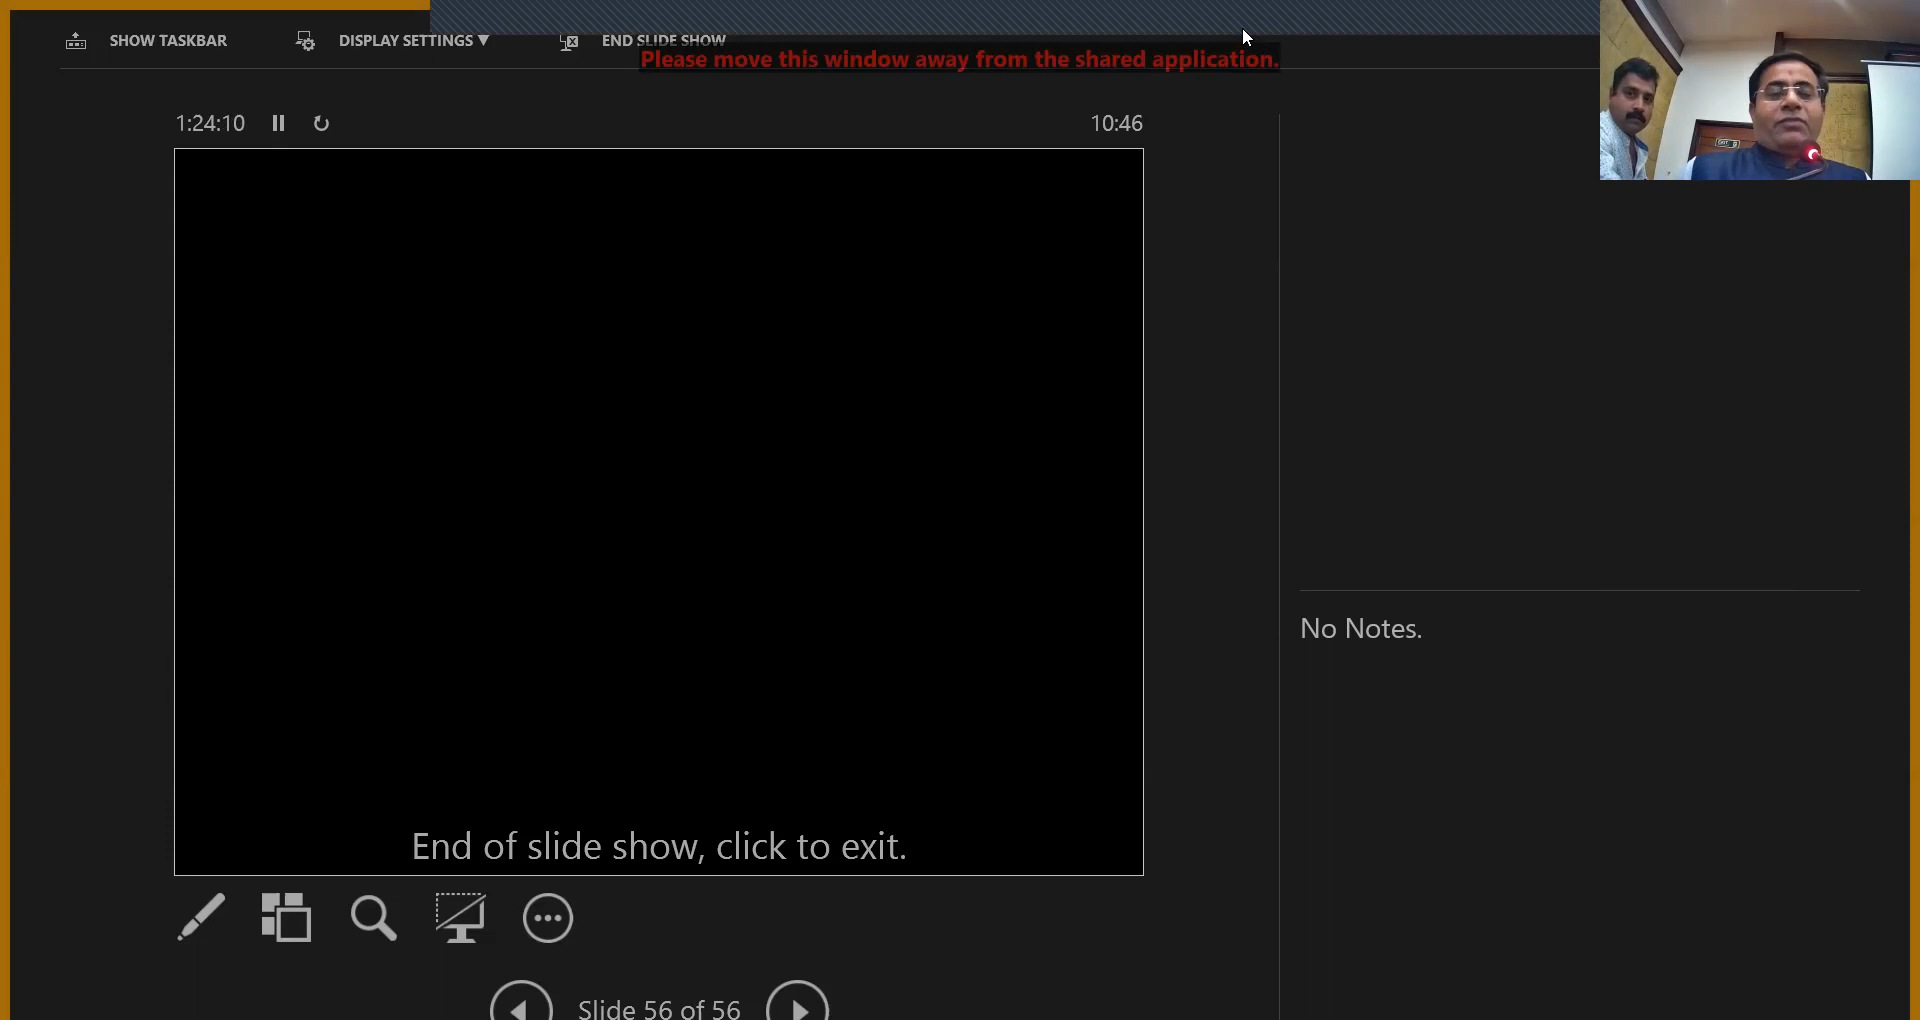 SHOW TASKBAR
DISPLAY SETTINGS ▼
END SLIDE SHOW
Please move this window away from the shared application.
1:24:10
10:46
End of slide show, click to exit.
No Notes.
Slide 56 of 56